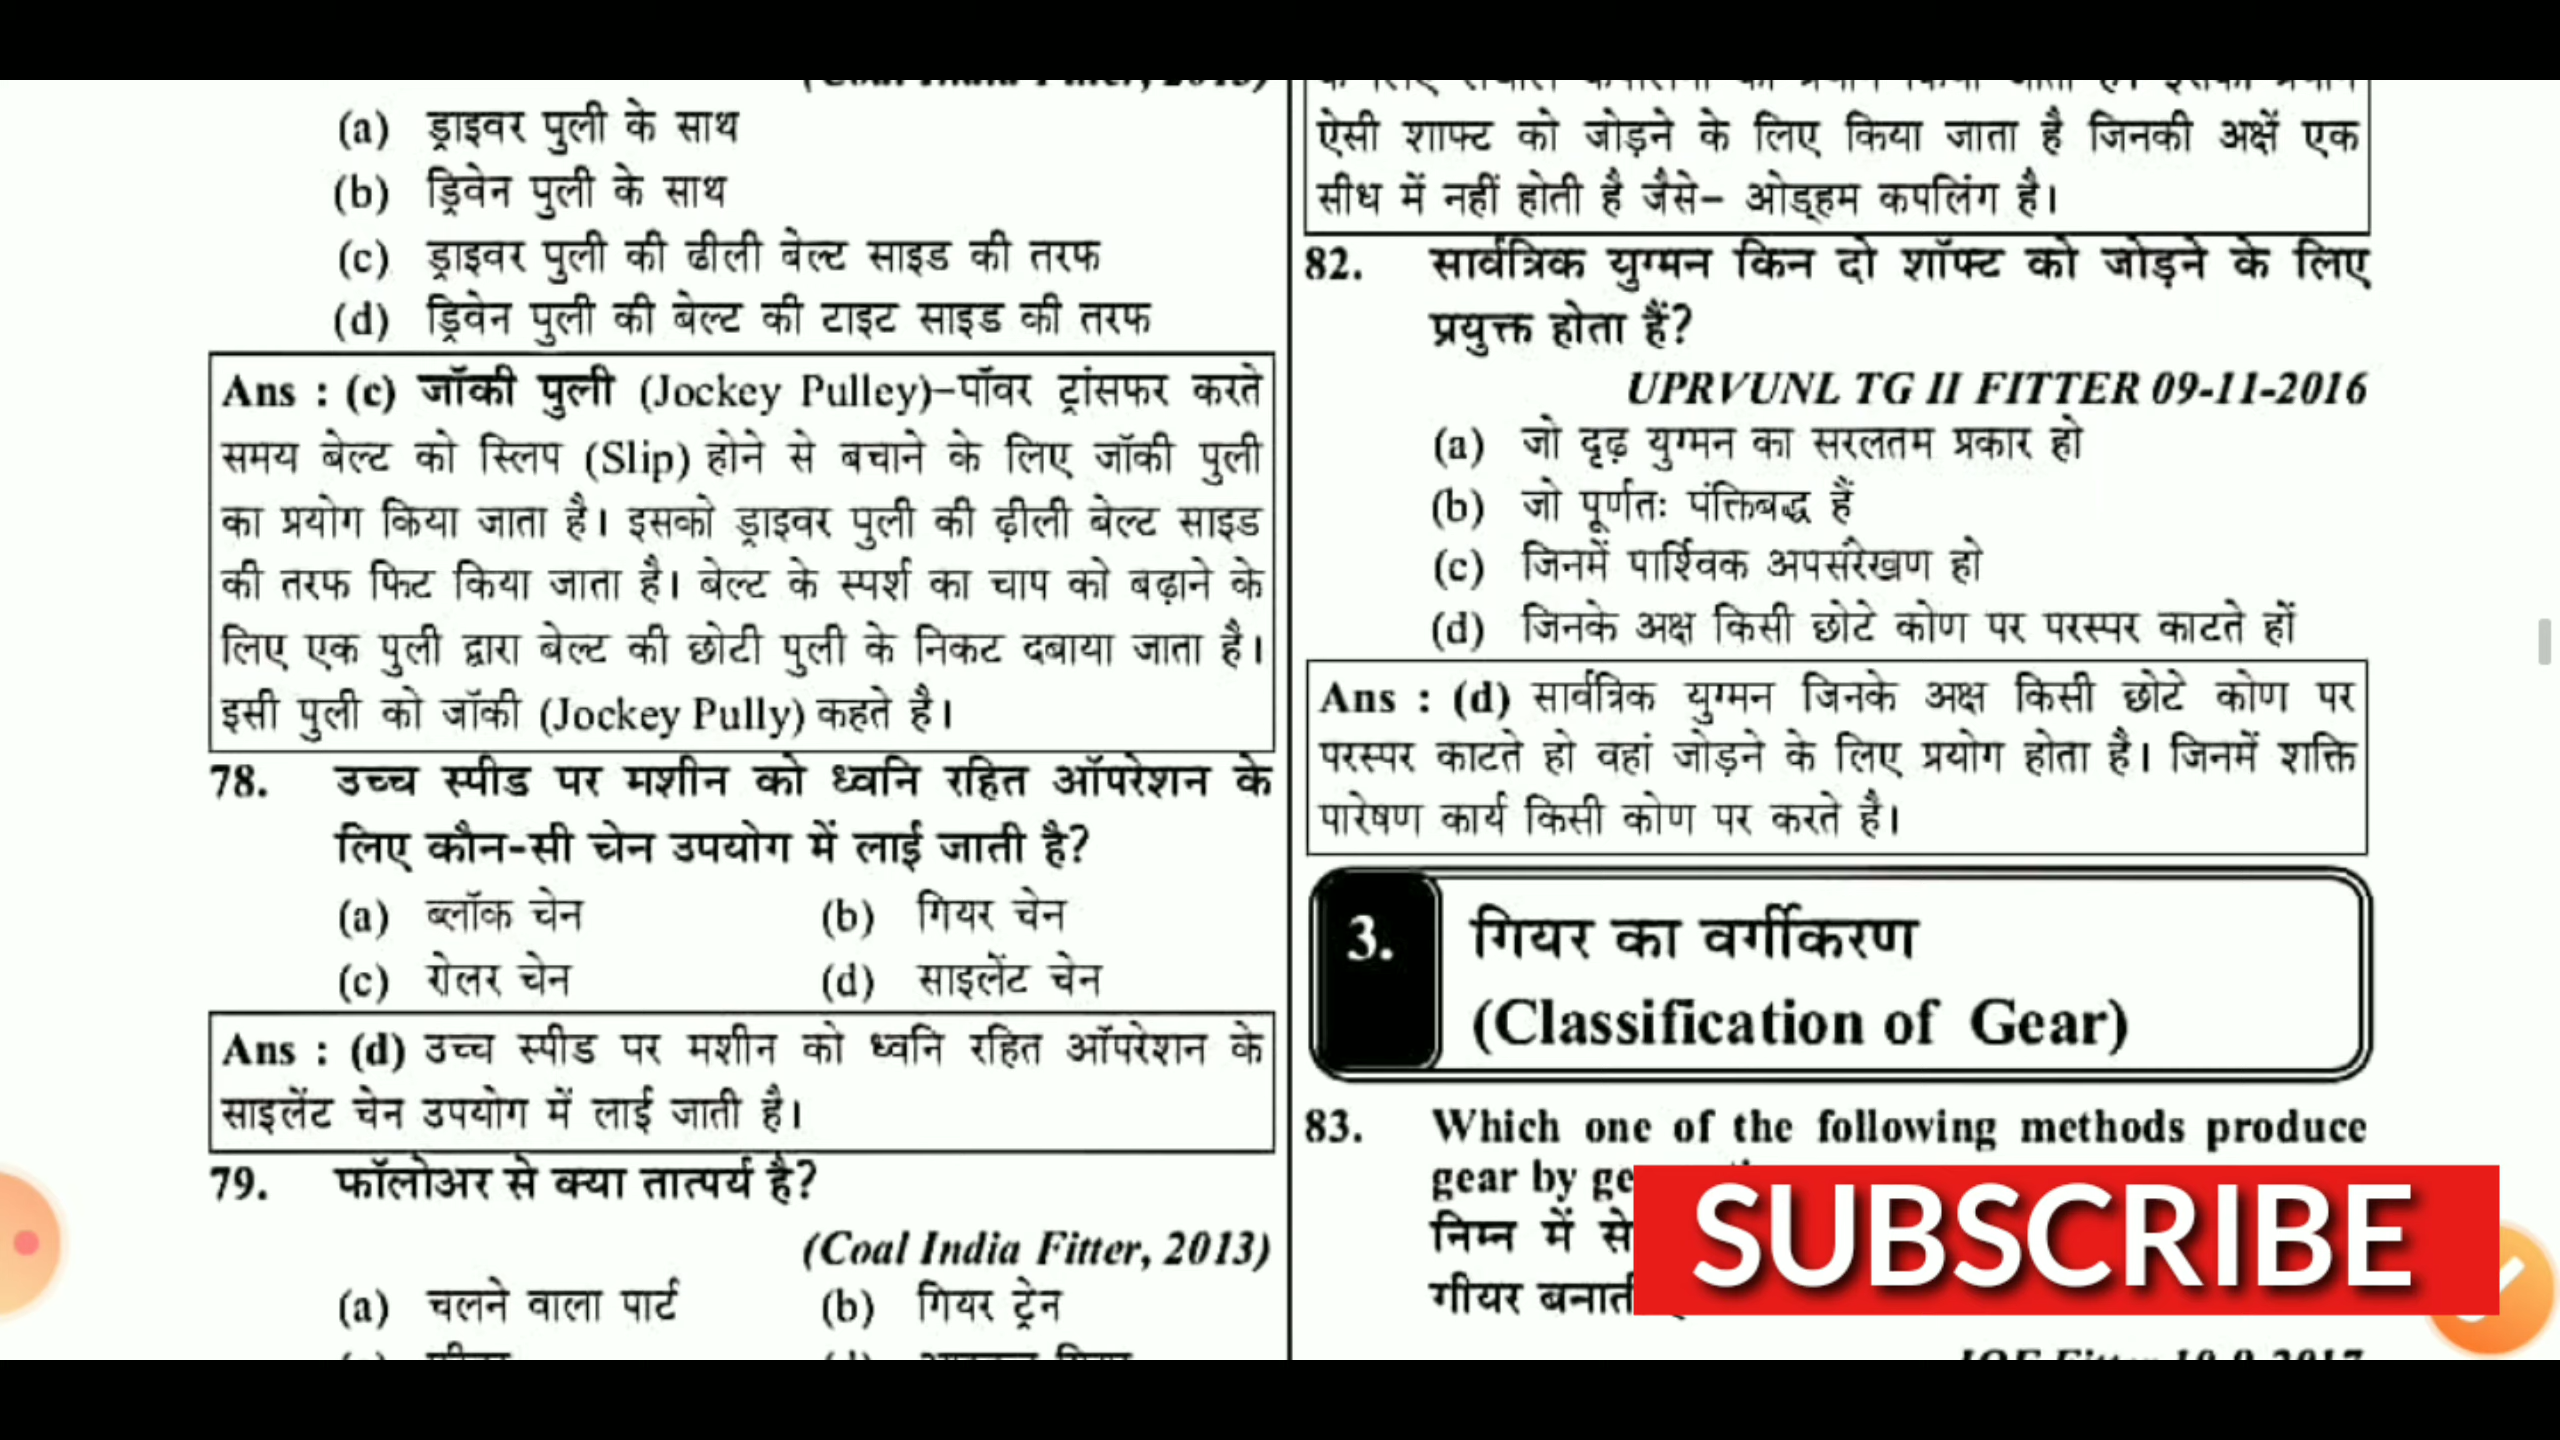 (a) ड्राइवर पुली के साथ
(b) ड्रिवेन पुली के साथ
(c) ड्राइवर पुली की ढीली बेल्ट साइड की तरफ
(d) ड्रिवेन पुली की बेल्ट की टाइट साइड की तरफ
Ans : (c) जॉकी पुली (Jockey Pulley)–पॉवर ट्रांसफर करते
समय बेल्ट को स्लिप (Slip) होने से बचाने के लिए जॉकी पुली
का प्रयोग किया जाता है। इसको ड्राइवर पुली की ढ़ीली बेल्ट साइड
की तरफ फिट किया जाता है। बेल्ट के स्पर्श का चाप को बढ़ाने के
लिए एक पुली द्वारा बेल्ट की छोटी पुली के निकट दबाया जाता है।
इसी पुली को जॉकी (Jockey Pully) कहते है।
78. उच्च स्पीड पर मशीन को ध्वनि रहित ऑपरेशन के
लिए कौन-सी चेन उपयोग में लाई जाती है?
(a) ब्लॉक चेन (b) गियर चेन
(c) रोलर चेन (d) साइलेंट चेन
Ans : (d) उच्च स्पीड पर मशीन को ध्वनि रहित ऑपरेशन के
साइलेंट चेन उपयोग में लाई जाती है।
79. फॉलोअर से क्या तात्पर्य है?
(Coal India Fitter, 2013)
(a) चलने वाला पार्ट (b) गियर ट्रेन
ऐसी शाफ्ट को जोड़ने के लिए किया जाता है जिनकी अक्षें एक
सीध में नहीं होती है जैसे– ओड्हम कपलिंग है।
82. सार्वत्रिक युग्मन किन दो शॉफ्ट को जोड़ने के लिए
प्रयुक्त होता हैं?
UPRVUNL TG II FITTER 09-11-2016
(a) जो दृढ़ युग्मन का सरलतम प्रकार हो
(b) जो पूर्णतः पंक्तिबद्ध हैं
(c) जिनमें पार्श्विक अपसंरेखण हो
(d) जिनके अक्ष किसी छोटे कोण पर परस्पर काटते हों
Ans : (d) सार्वत्रिक युग्मन जिनके अक्ष किसी छोटे कोण पर
परस्पर काटते हो वहां जोड़ने के लिए प्रयोग होता है। जिनमें शक्ति
पारेषण कार्य किसी कोण पर करते है।
3. गियर का वर्गीकरण
(Classification of Gear)
83. Which one of the following methods produce
gear by
निम्न में से
गीयर
SUBSCRIBE